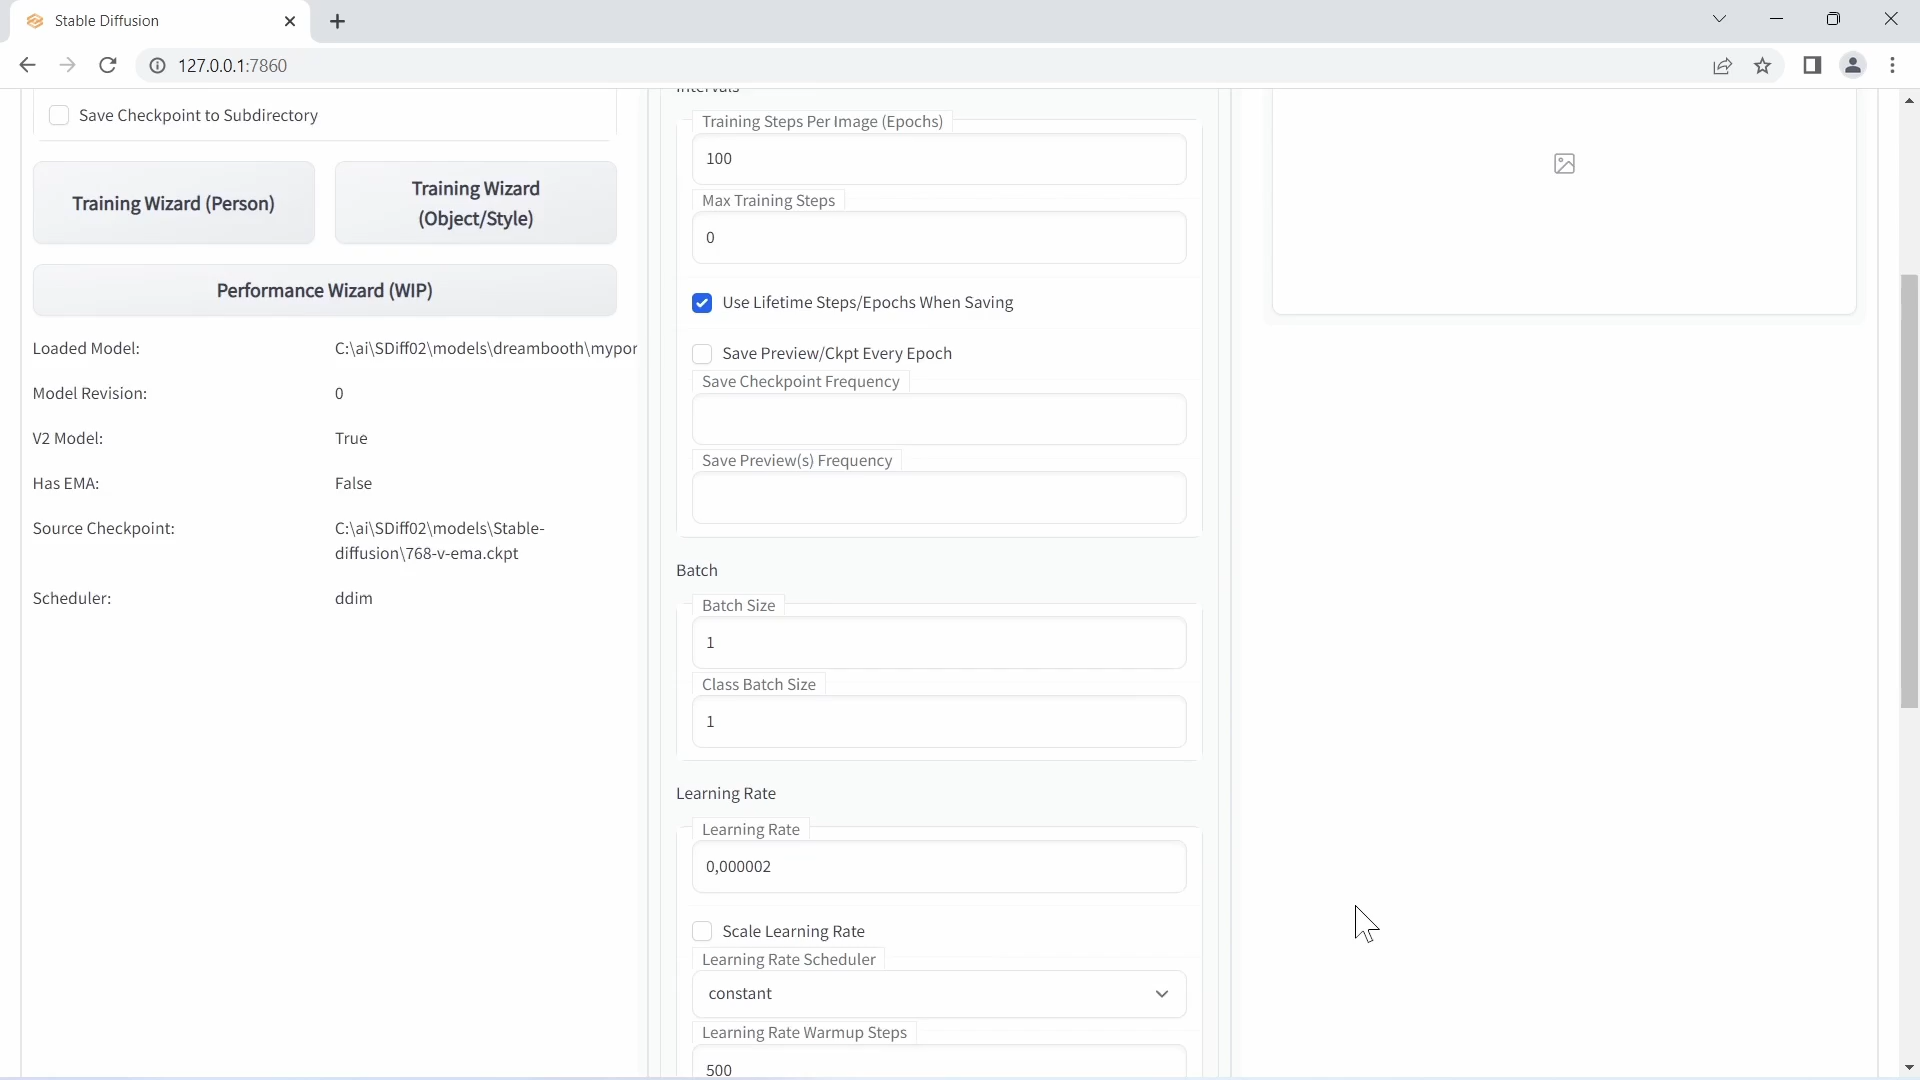 Stable Diffusion
127.0.0.1:7860
Save Checkpoint to Subdirectory
Training Wizard (Person)
Training Wizard
(Object/Style)
Performance Wizard (WIP)
Loaded Model:
C:\ai\SDiff02\models\dreambooth\mypor
Model Revision:
0
V2 Model:
True
Has EMA:
False
Source Checkpoint:
C:\ai\SDiff02\models\Stable-
diffusion\768-v-ema.ckpt
Scheduler:
ddim
Intervals
Training Steps Per Image (Epochs)
100
Max Training Steps
0
Use Lifetime Steps/Epochs When Saving
Save Preview/Ckpt Every Epoch
Save Checkpoint Frequency
Save Preview(s) Frequency
Batch
Batch Size
1
Class Batch Size
1
Learning Rate
Learning Rate
0,000002
Scale Learning Rate
Learning Rate Scheduler
constant
Learning Rate Warmup Steps
500